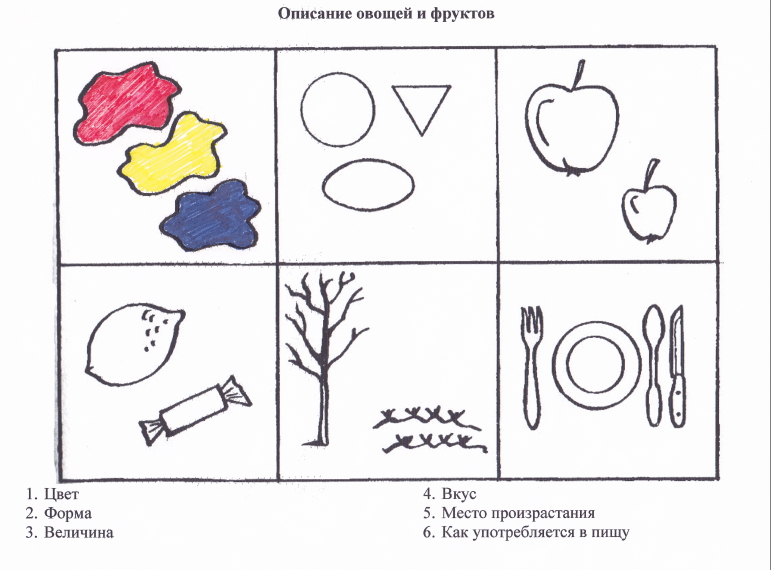 Описание овощей и фруктов
1. Цвет
2. Форма
3. Величина
4. Вкус
5. Место произрастания
6. Как употребляется в пищу